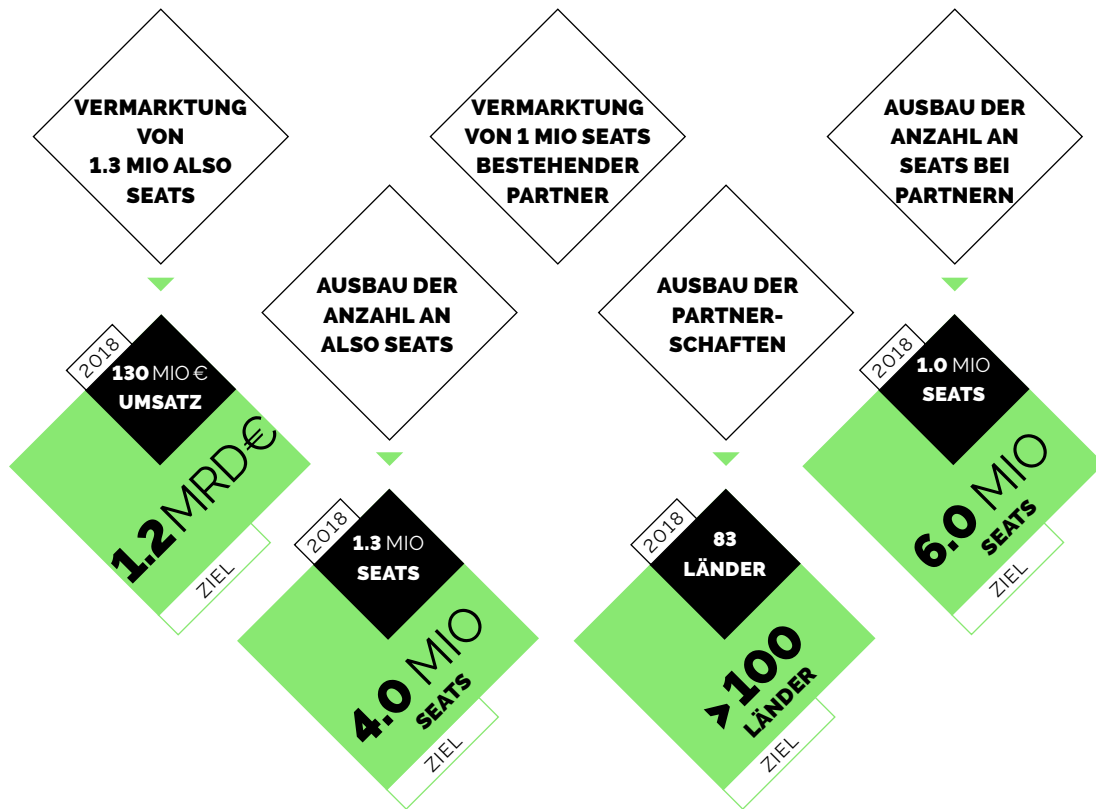 VERMARKTUNG
VON
1.3 MIO ALSO
SEATS
VERMARKTUNG
VON 1 MIO SEATS
BESTEHENDER
PARTNER
AUSBAU DER
ANZAHL AN
SEATS BEI
PARTNERN
AUSBAU DER
ANZAHL AN
ALSO SEATS
AUSBAU DER
PARTNER-
SCHAFTEN
2018
130 MIO €
UMSATZ
1.2 MRD €
ZIEL
2018
1.3 MIO
SEATS
4.0 MIO
SEATS
ZIEL
2018
83
LÄNDER
>100
LÄNDER
ZIEL
2018
1.0 MIO
SEATS
6.0 MIO
SEATS
ZIEL